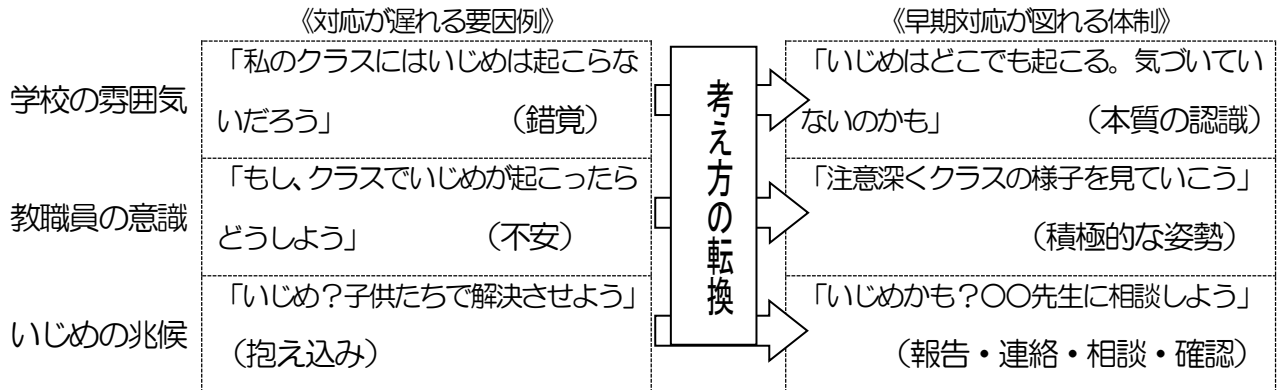 《対応が遅れる要因例》
《早期対応が図れる体制》
学校の雰囲気
「私のクラスにはいじめは起こらな
いだろう」 (錯覚)
「いじめはどこでも起こる。気づいてい
ないのかも」 (本質の認識)
教職員の意識
「もし、クラスでいじめが起こったら
どうしよう」 (不安)
「注意深くクラスの様子を見ていこう」
(積極的な姿勢)
いじめの兆候
「いじめ？子供たちで解決させよう」
(抱え込み)
「いじめかも？〇〇先生に相談しよう」
(報告・連絡・相談・確認)
考え方の転換